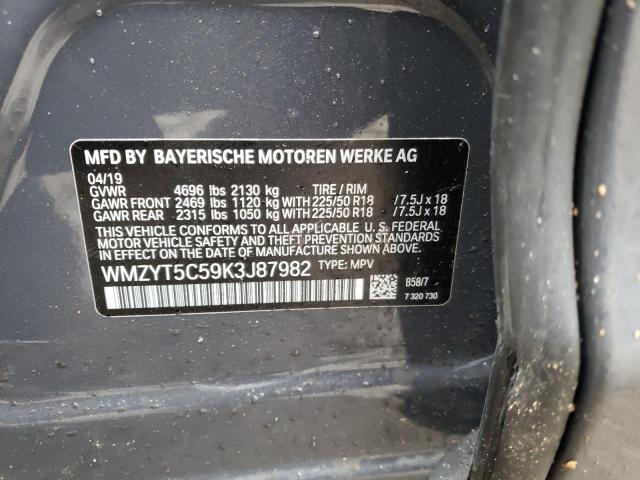 MFD BY BAYERISCHE MOTOREN WERKE AG
04/19
GVWR 4696 lbs 2130 kg TIRE / RIM
GAWR FRONT 2469 lbs 1120 kg WITH 225/50 R18 / 7.5J x 18
GAWR REAR 2315 lbs 1050 kg WITH 225/50 R18 / 7.5J x 18
THIS VEHICLE CONFORMS TO ALL APPLICABLE U. S. FEDERAL
MOTOR VEHICLE SAFETY AND THEFT PREVENTION STANDARDS
IN EFFECT ON THE DATE OF MANUFACTURE SHOWN ABOVE.
WMZYT5C59K3J87982 TYPE: MPV
B58/7
7 320 730